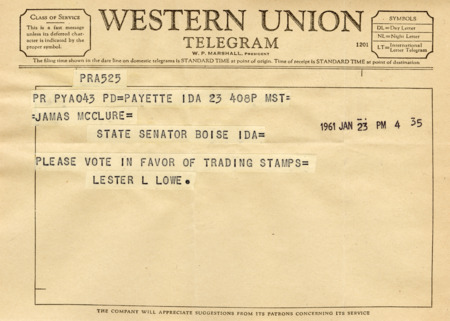 CLASS OF SERVICE
This is a fast message
unless its deferred char-
acter is indicated by the
proper symbol.
WESTERN UNION
TELEGRAM
W. P. MARSHALL, PRESIDENT
1201
SYMBOLS
DL=Day Letter
NL=Night Letter
LT=International Letter Telegram
The filing time shown in the date line on domestic telegrams is STANDARD TIME at point of origin. Time of receipt is STANDARD TIME at point of destination
PRA525
PR PYA043 PD=PAYETTE IDA 23 408P MST=
=JAMAS MCCLURE=
STATE SENATOR BOISE IDA=
1961 JAN 23 PM 4 35
PLEASE VOTE IN FAVOR OF TRADING STAMPS=
LESTER L LOWE.
THE COMPANY WILL APPRECIATE SUGGESTIONS FROM ITS PATRONS CONCERNING ITS SERVICE